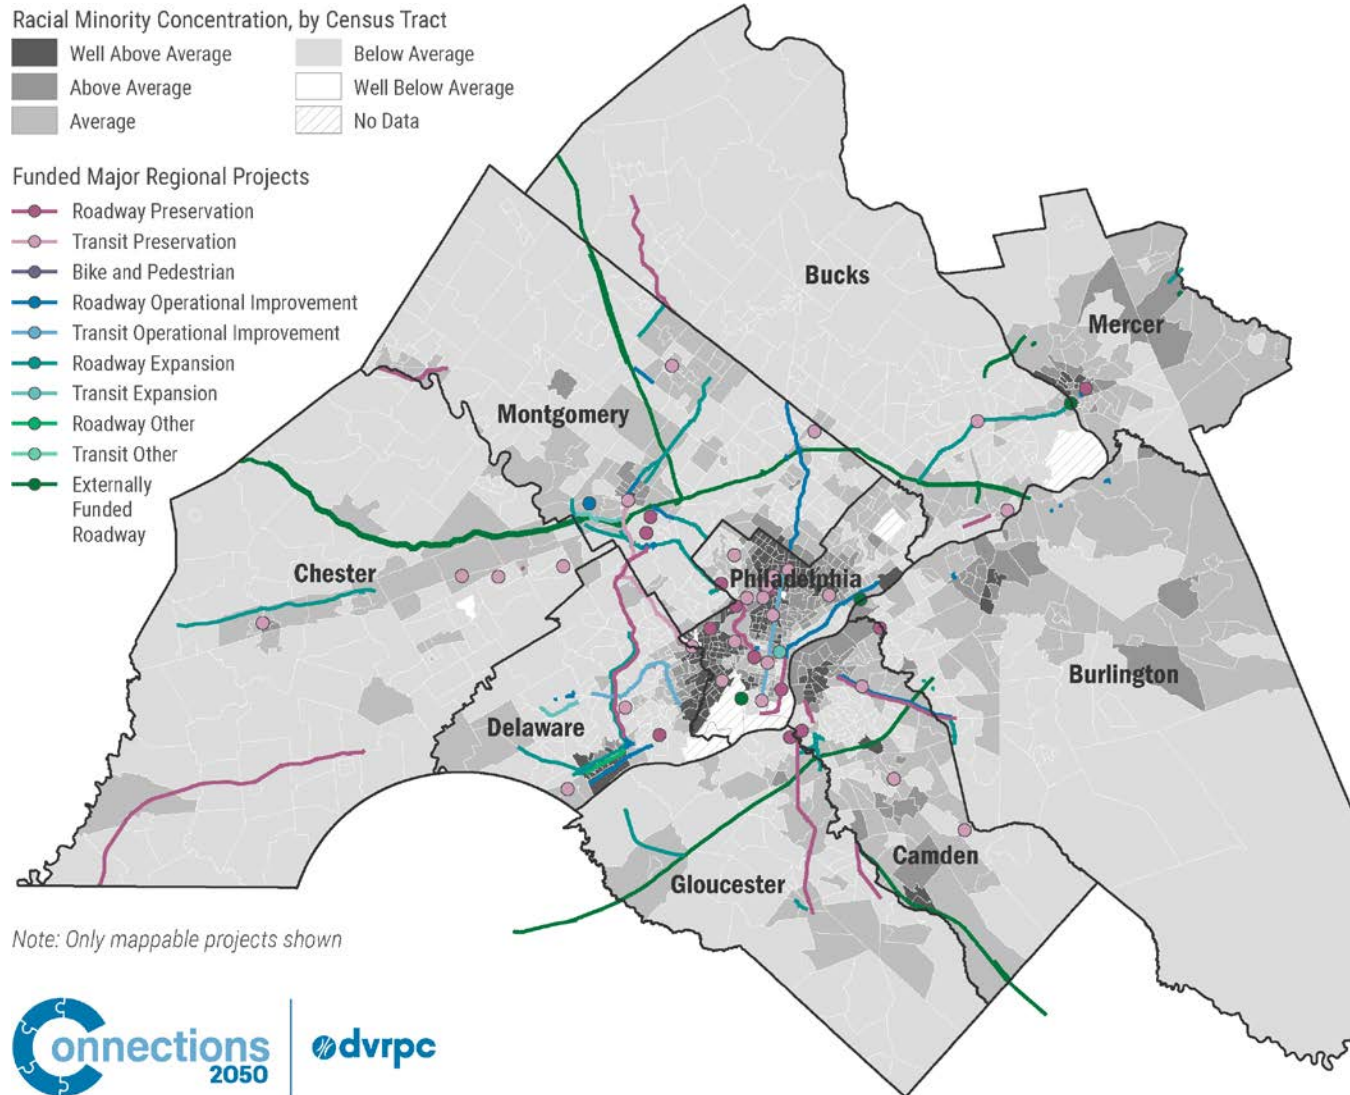 Racial Minority Concentration, by Census Tract
Well Above Average
Below Average
Above Average
Well Below Average
Average
No Data
Funded Major Regional Projects
Roadway Preservation
Transit Preservation
Bike and Pedestrian
Roadway Operational Improvement
Transit Operational Improvement
Roadway Expansion
Transit Expansion
Roadway Other
Transit Other
Externally
Funded
Roadway
Bucks
Mercer
Montgomery
Chester
Philadelphia
Burlington
Delaware
Camden
Gloucester
Note: Only mappable projects shown
Connections
2050
dvrpc